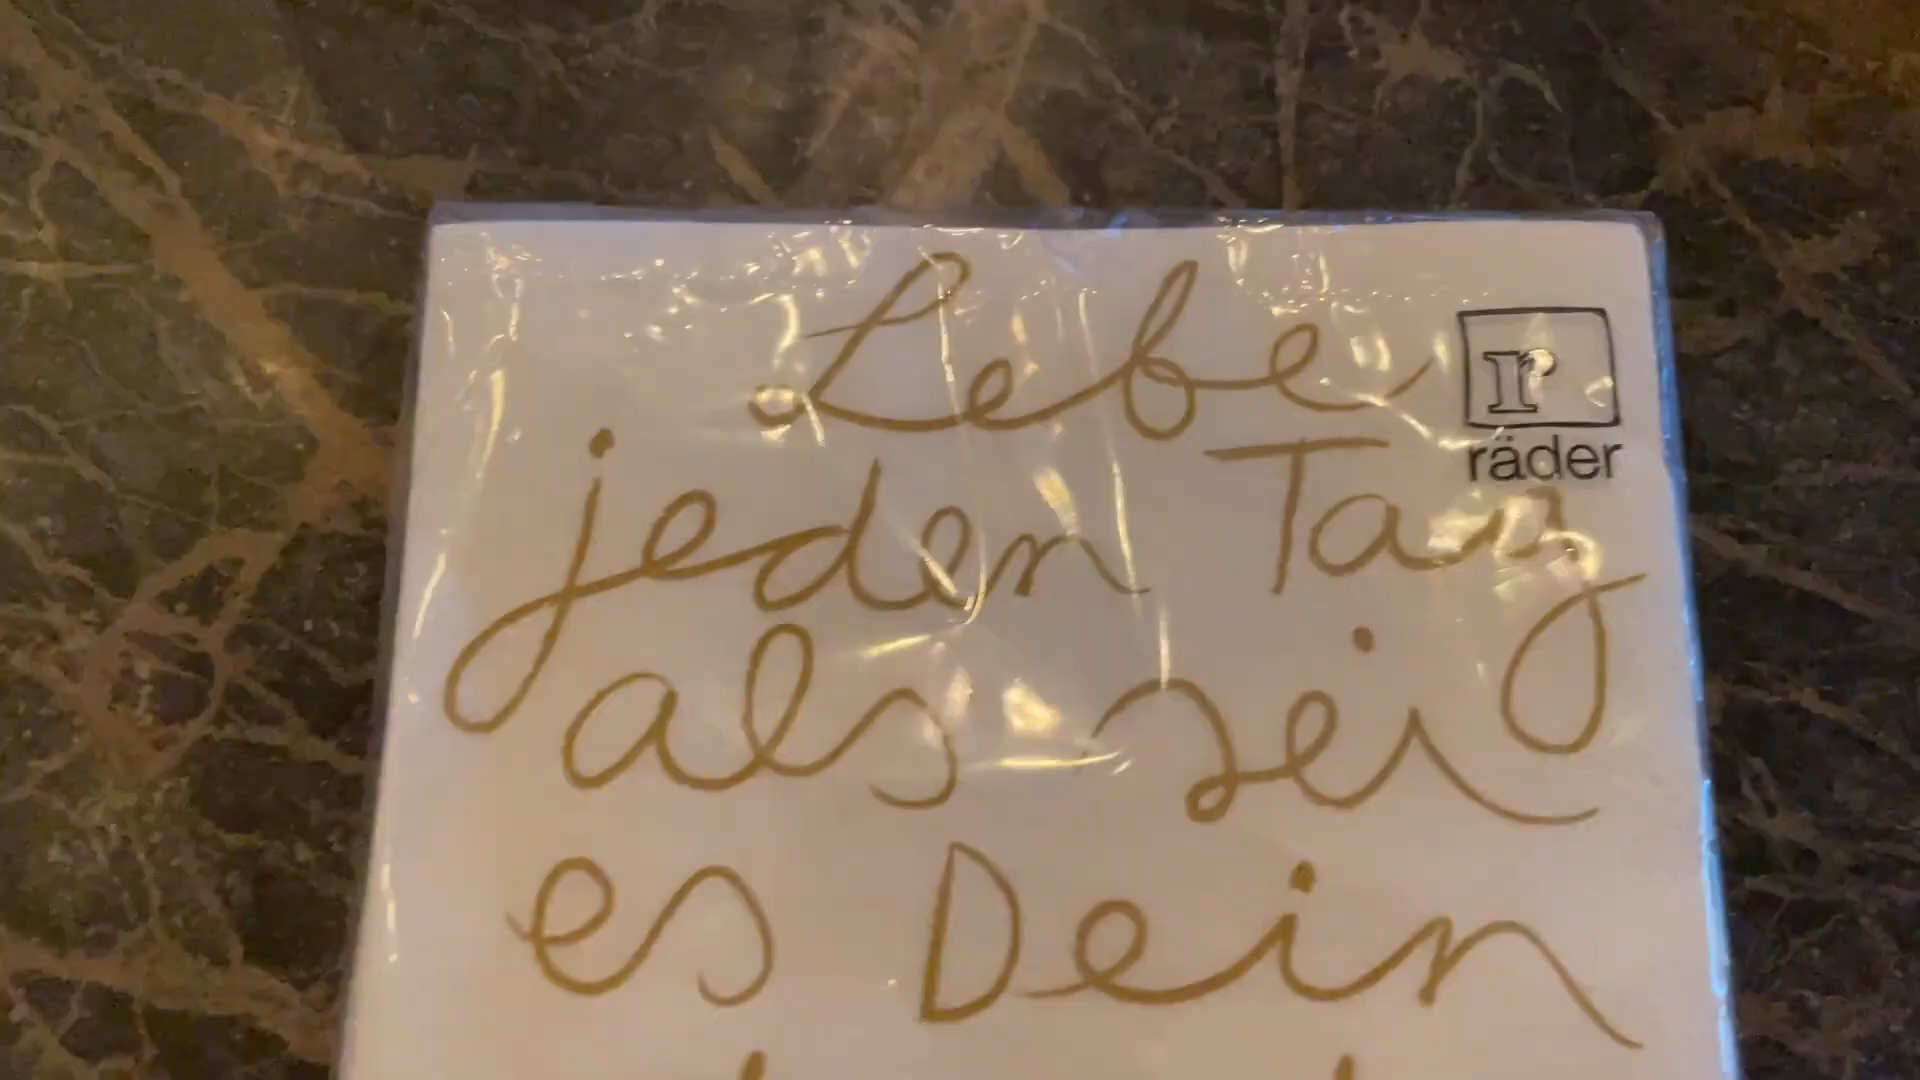 Lebe
r
räder
jeden Tag
als sei
es Dein